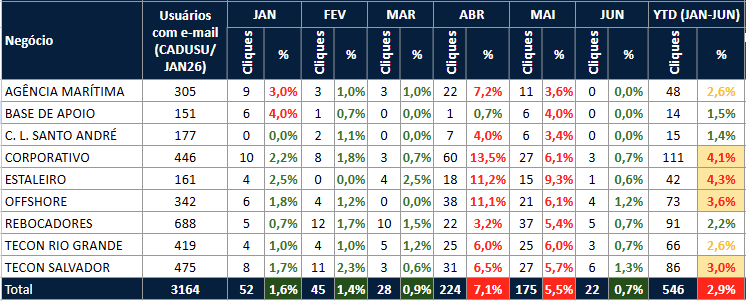 Negócio Usuários com e-mail (CADUSU/ JAN26) JAN FEV MAR ABR MAI JUN YTD (JAN-JUN)
Cliques % Cliques % Cliques % Cliques % Cliques % Cliques % Cliques %
AGÊNCIA MARÍTIMA 305 9 3,0% 3 1,0% 3 1,0% 22 7,2% 11 3,6% 0 0,0% 48 2,6%
BASE DE APOIO 151 6 4,0% 1 0,7% 0 0,0% 1 0,7% 6 4,0% 0 0,0% 14 1,5%
C. L. SANTO ANDRÉ 177 0 0,0% 2 1,1% 0 0,0% 7 4,0% 6 3,4% 0 0,0% 15 1,4%
CORPORATIVO 446 10 2,2% 8 1,8% 3 0,7% 60 13,5% 27 6,1% 3 0,7% 111 4,1%
ESTALEIRO 161 4 2,5% 0 0,0% 4 2,5% 18 11,2% 15 9,3% 1 0,6% 42 4,3%
OFFSHORE 342 6 1,8% 4 1,2% 0 0,0% 38 11,1% 21 6,1% 4 1,2% 73 3,6%
REBOCADORES 688 5 0,7% 12 1,7% 10 1,5% 22 3,2% 37 5,4% 5 0,7% 91 2,2%
TECON RIO GRANDE 419 4 1,0% 4 1,0% 5 1,2% 25 6,0% 25 6,0% 3 0,7% 66 2,6%
TECON SALVADOR 475 8 1,7% 11 2,3% 3 0,6% 31 6,5% 27 5,7% 6 1,3% 86 3,0%
Total 3164 52 1,6% 45 1,4% 28 0,9% 224 7,1% 175 5,5% 22 0,7% 546 2,9%